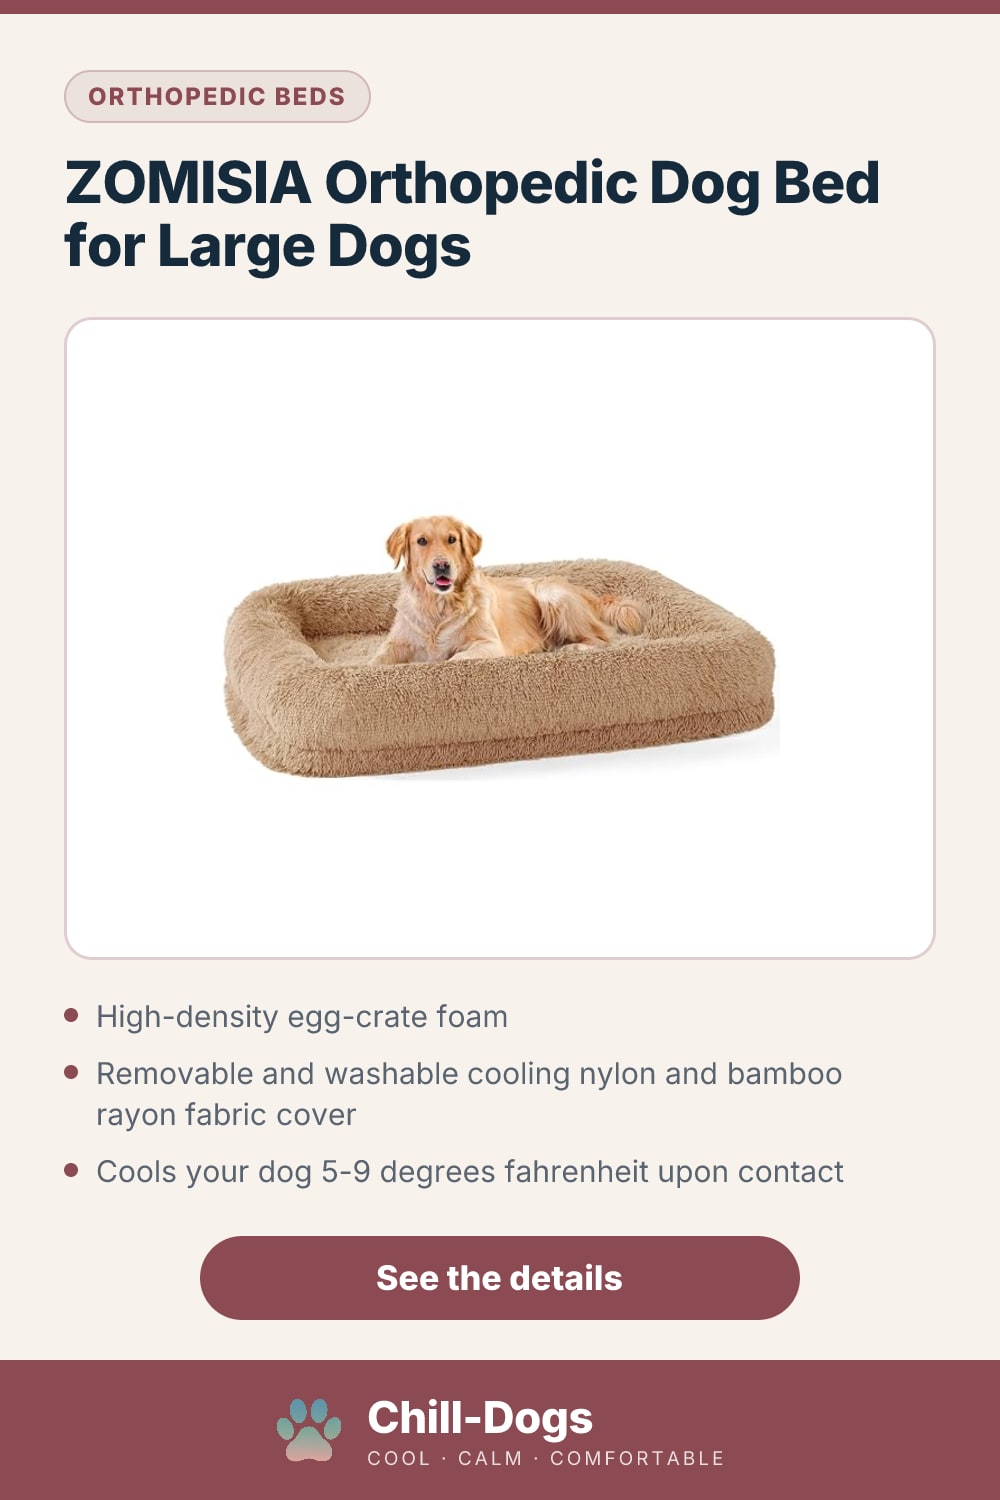 ORTHOPEDIC BEDS
ZOMISIA Orthopedic Dog Bed
for Large Dogs
High-density egg-crate foam
Removable and washable cooling nylon and bamboo
rayon fabric cover
Cools your dog 5-9 degrees fahrenheit upon contact
See the details
Chill-Dogs
COOL · CALM · COMFORTABLE